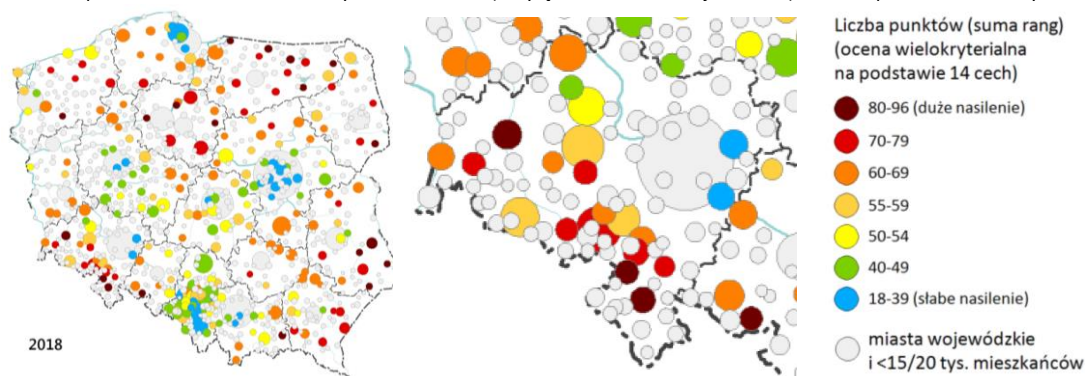 2018
Liczba punktów (suma rang)
(ocena wielokryterialna
na podstawie 14 cech)
80-96 (duże nasilenie)
70-79
60-69
55-59
50-54
40-49
18-39 (słabe nasilenie)
miasta wojewódzkie
i <15/20 tys. mieszkańców